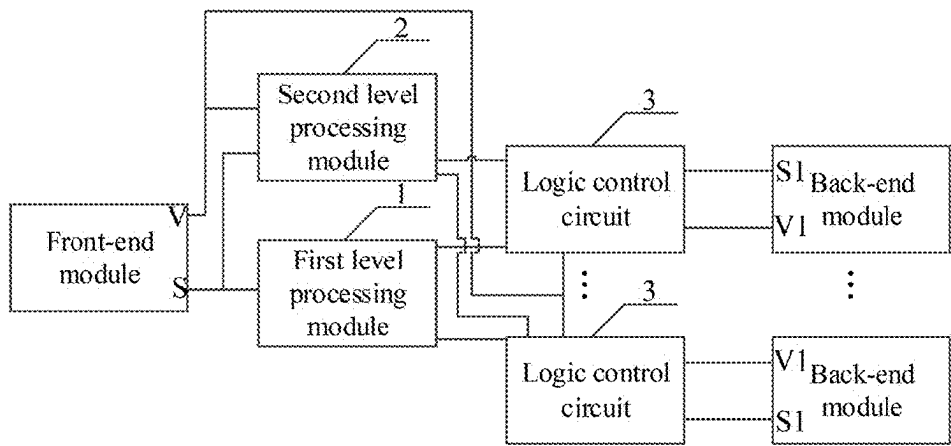 2
Second level
processing
module
3
Logic control
circuit
S1
V1
Back-end
module
V
S
Front-end
module
1
First level
processing
module
3
Logic control
circuit
V1
S1
Back-end
module